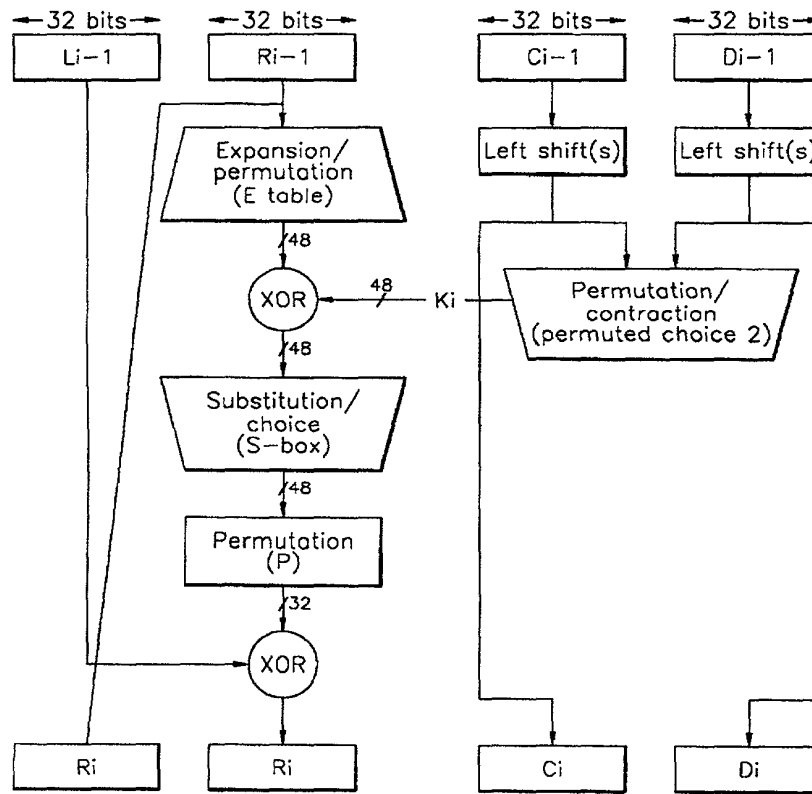 32 bits 32 bits 32 bits 32 bits
Li-1 Ri-1 Ci-1 Di-1
Expansion/
permutation
(E table)
Left shift(s) Left shift(s)
48
XOR
48
Ki
Permutation/
contraction
(permuted choice 2)
48
Substitution/
choice
(S-box)
48
Permutation
(P)
32
XOR
Ri Ri Ci Di